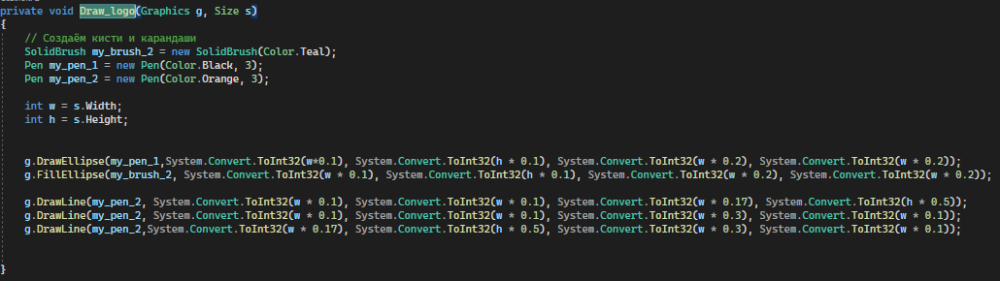 private void Draw_logo(Graphics g, Size s)
{
// Создаём кисти и карандаши
SolidBrush my_brush_2 = new SolidBrush(Color.Teal);
Pen my_pen_1 = new Pen(Color.Black, 3);
Pen my_pen_2 = new Pen(Color.Orange, 3);
int w = s.Width;
int h = s.Height;
g.DrawEllipse(my_pen_1,System.Convert.ToInt32(w*0.1), System.Convert.ToInt32(h * 0.1), System.Convert.ToInt32(w * 0.2), System.Convert.ToInt32(w * 0.2));
g.FillEllipse(my_brush_2, System.Convert.ToInt32(w * 0.1), System.Convert.ToInt32(h * 0.1), System.Convert.ToInt32(w * 0.2), System.Convert.ToInt32(w * 0.2));
g.DrawLine(my_pen_2, System.Convert.ToInt32(w * 0.1), System.Convert.ToInt32(w * 0.1), System.Convert.ToInt32(w * 0.17), System.Convert.ToInt32(h * 0.5));
g.DrawLine(my_pen_2, System.Convert.ToInt32(w * 0.1), System.Convert.ToInt32(w * 0.1), System.Convert.ToInt32(w * 0.3), System.Convert.ToInt32(w * 0.1));
g.DrawLine(my_pen_2,System.Convert.ToInt32(w * 0.17), System.Convert.ToInt32(h * 0.5), System.Convert.ToInt32(w * 0.3), System.Convert.ToInt32(w * 0.1));
}